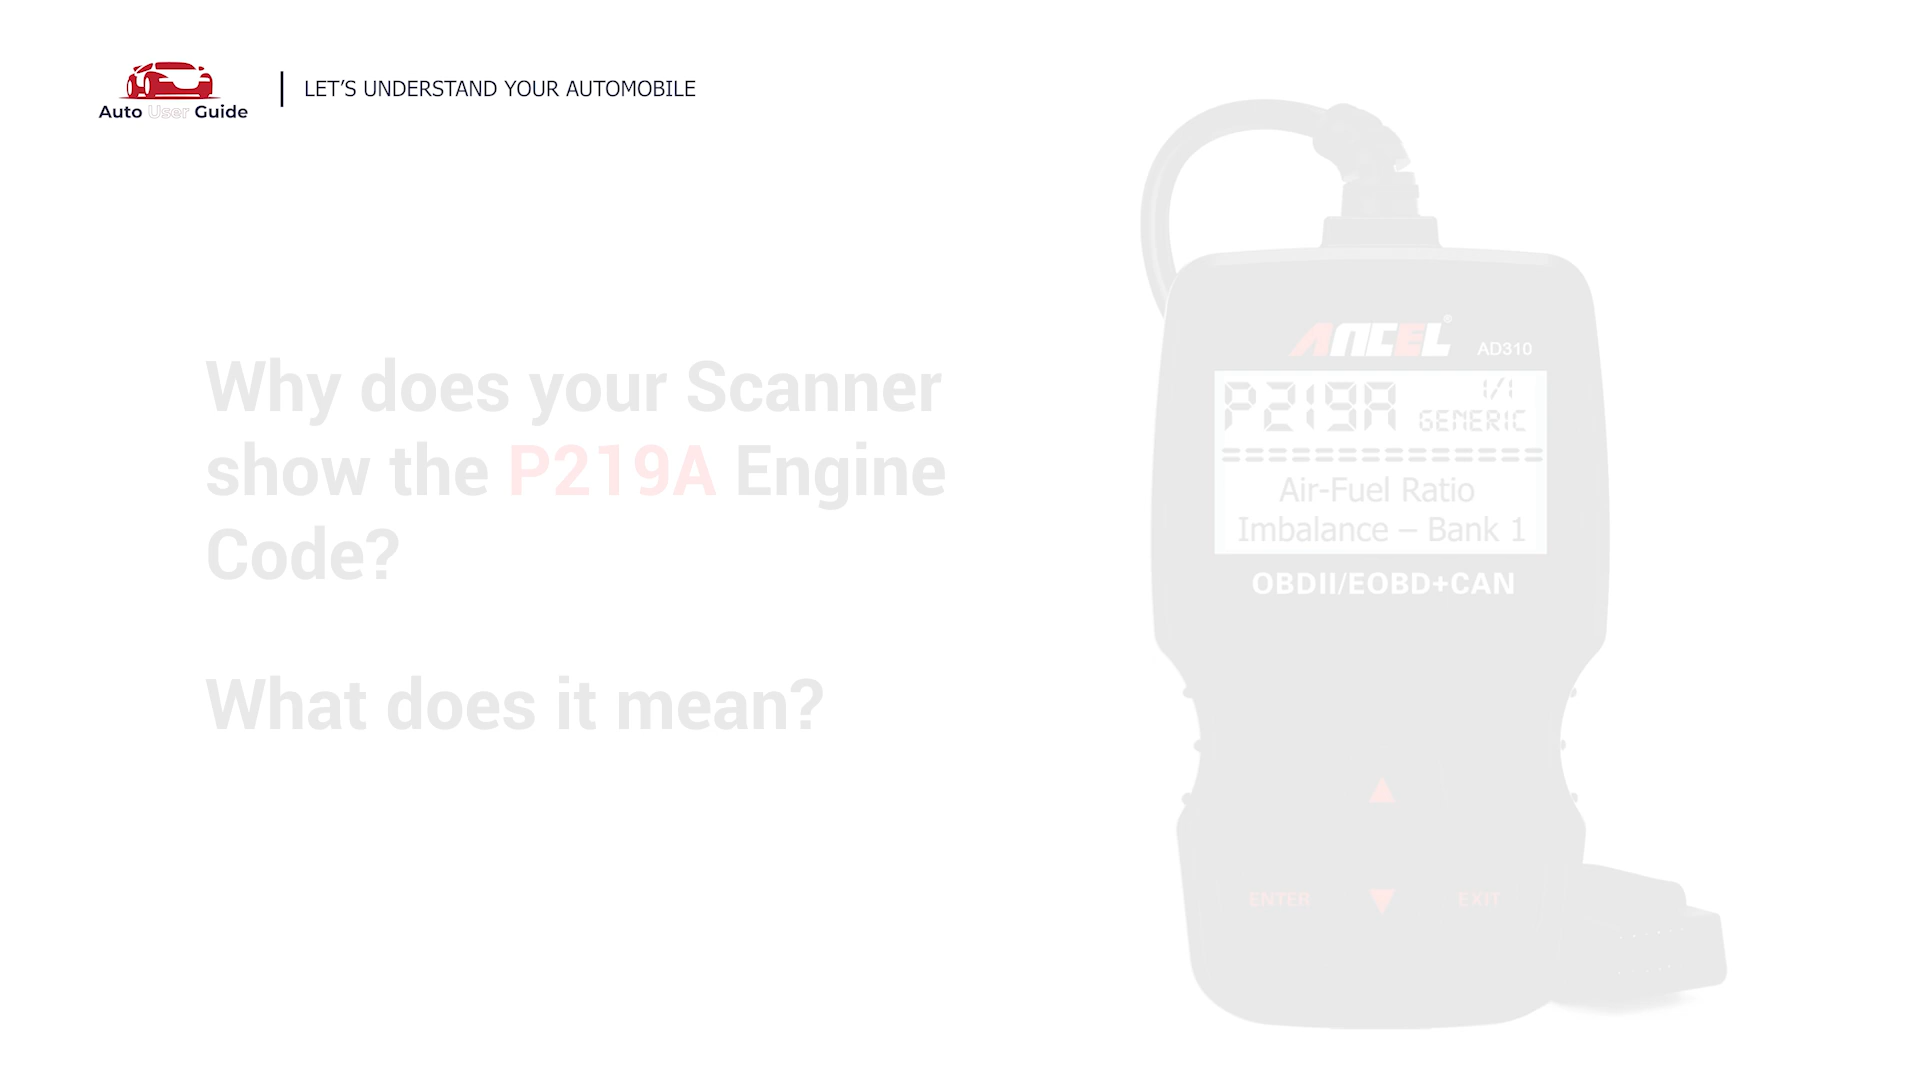 Auto User Guide
LET'S UNDERSTAND YOUR AUTOMOBILE
Why does your Scanner
show the P219A Engine
Code?
What does it mean?
ANCEL®
AD310
P219A 1/1
GENERIC
Air-Fuel Ratio
Imbalance – Bank 1
OBDII/EOBD+CAN
ENTER
EXIT